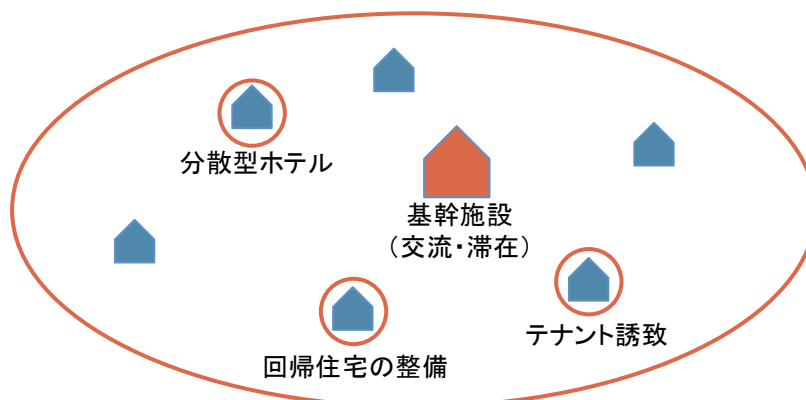 分散型ホテル
基幹施設
（交流・滞在）
テナント誘致
回帰住宅の整備